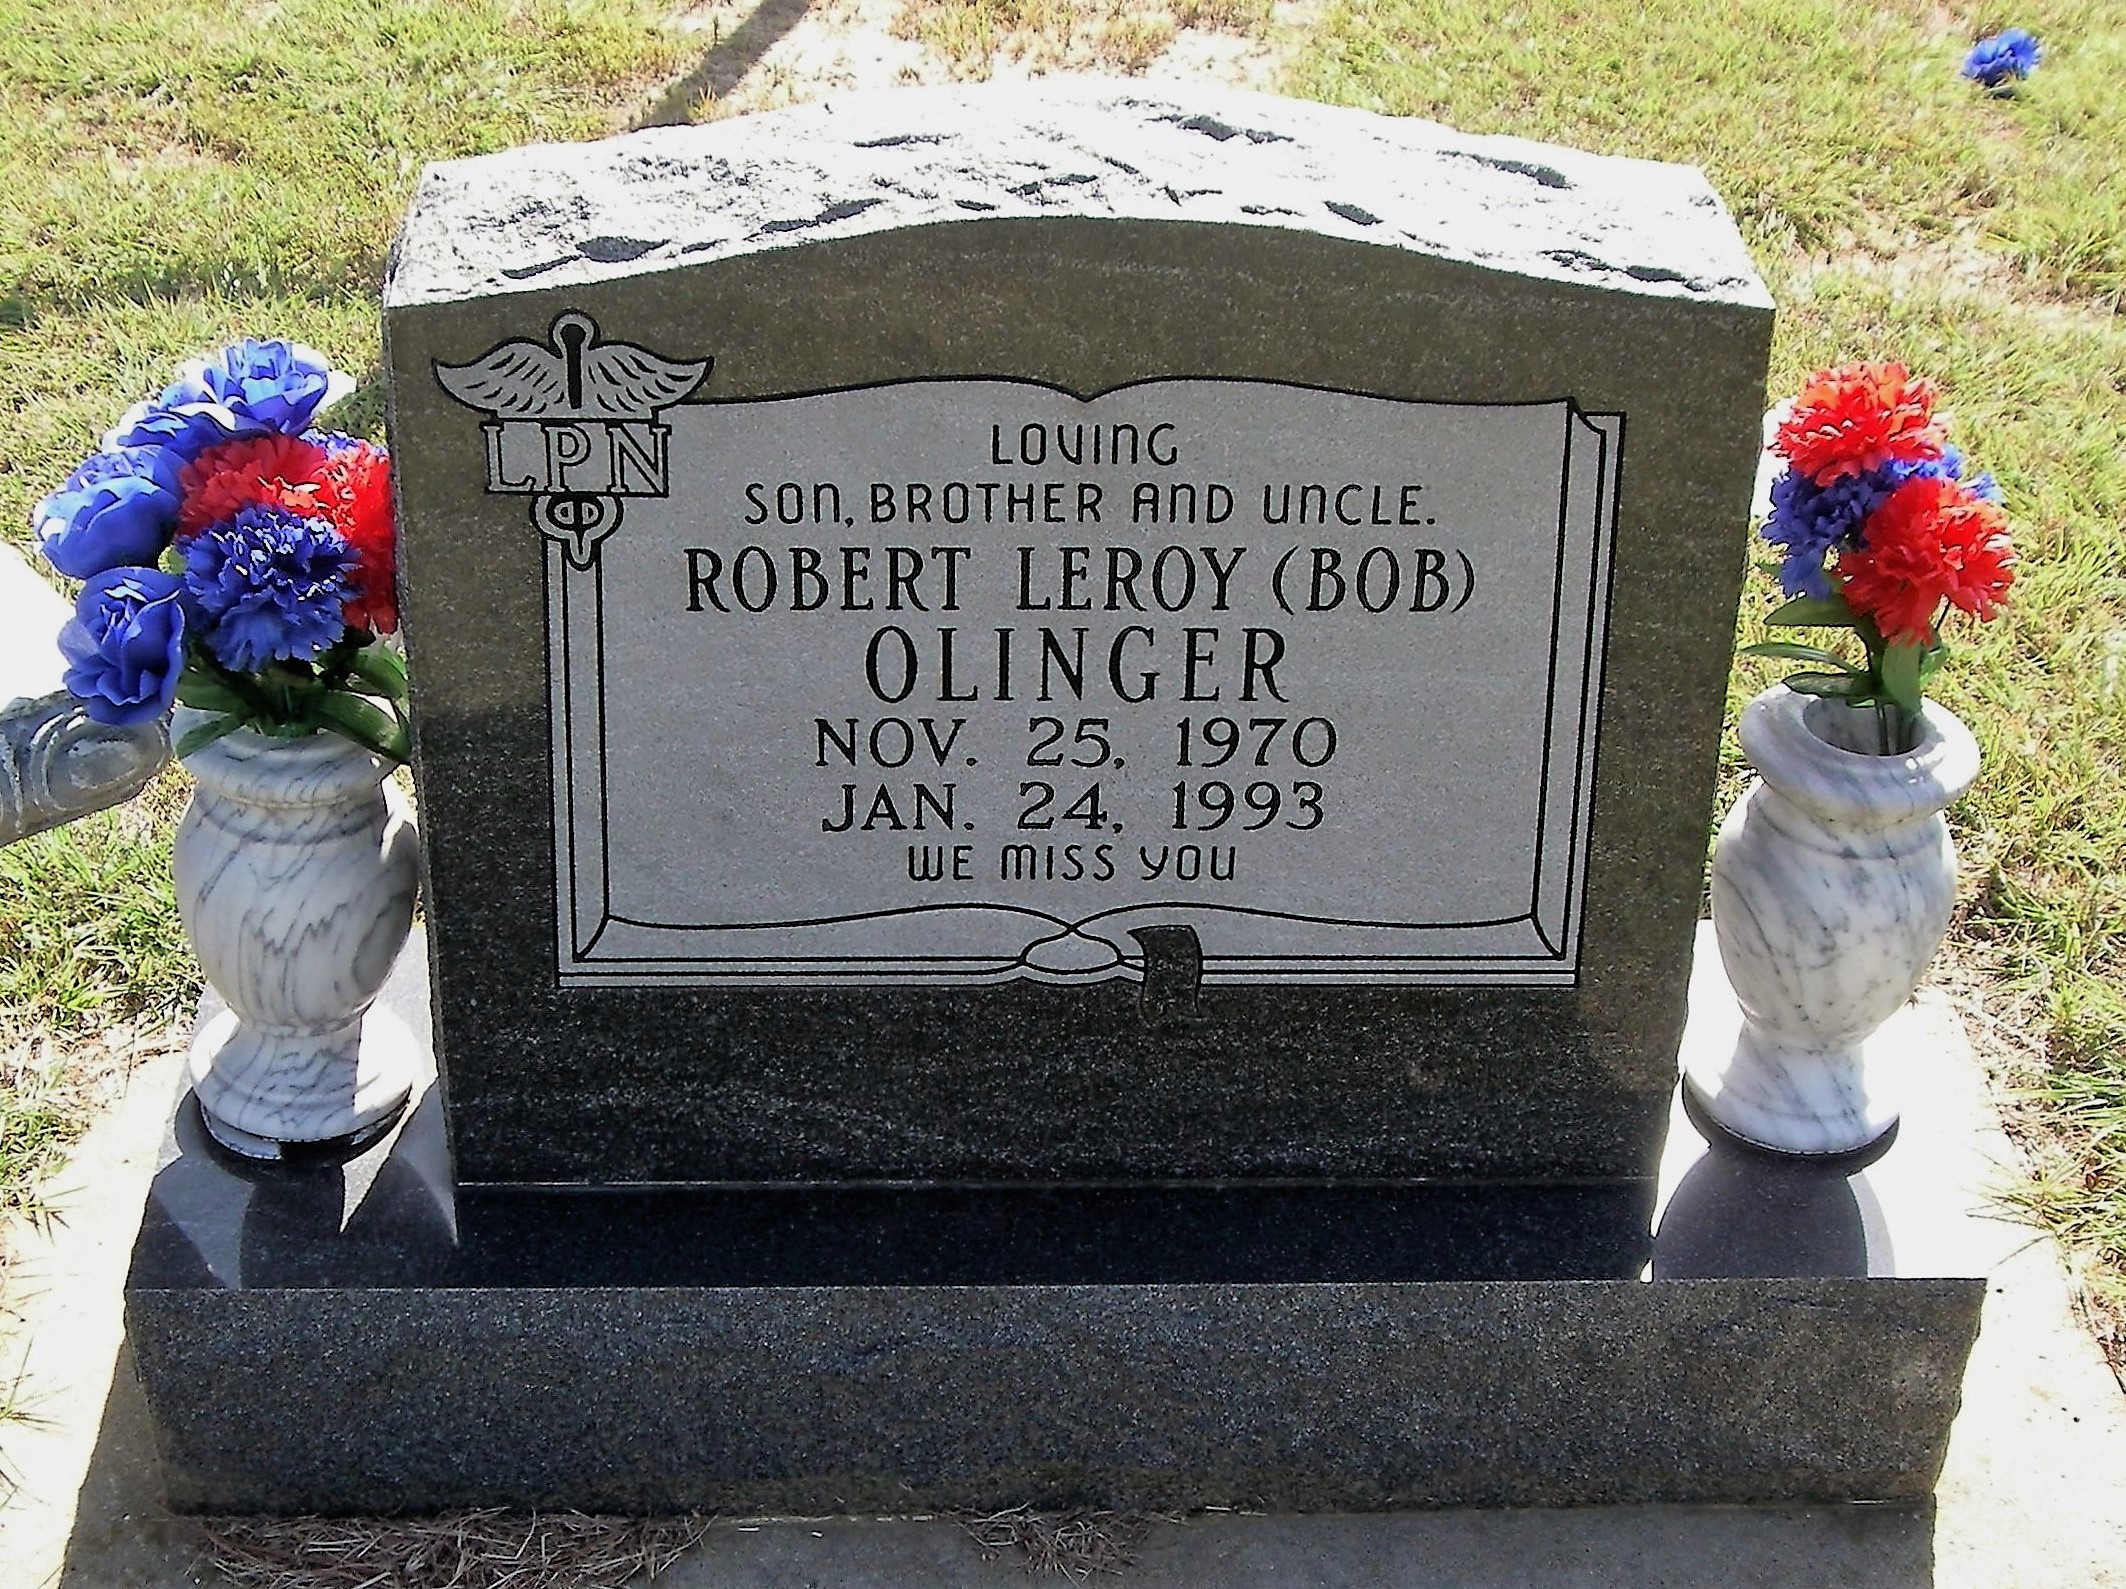 LPN
LOVING
SON, BROTHER AND UNCLE.
ROBERT LEROY (BOB)
OLINGER
NOV. 25, 1970
JAN. 24, 1993
WE MISS YOU